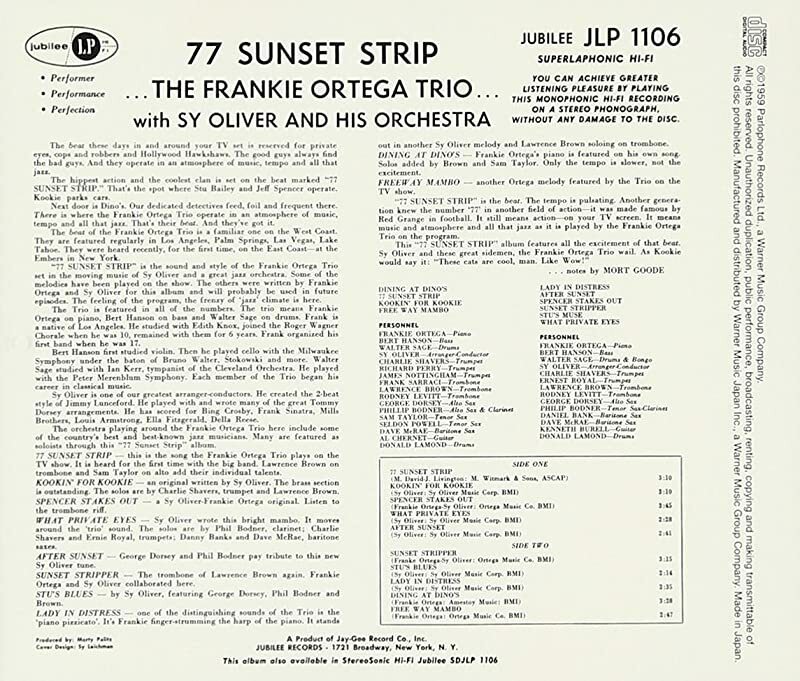 jubilee JLP
• Performer
• Performance
• Perfection
77 SUNSET STRIP
...THE FRANKIE ORTEGA TRIO...
with SY OLIVER AND HIS ORCHESTRA
JUBILEE JLP 1106
SUPERLAPHONIC HI-FI
YOU CAN ACHIEVE GREATER
LISTENING PLEASURE BY PLAYING
THIS MONOPHONIC HI-FI RECORDING
ON A STEREO PHONOGRAPH,
WITHOUT ANY DAMAGE TO THE DISC.
The beat these days in and around your TV set is reserved for private
eyes, cops and robbers and Hollywood Hawkshaws. The good guys always find
the bad guys. And they operate in an atmosphere of music, tempo and all that
jazz.
The hippest action and the coolest clan is set on the beat marked "77
SUNSET STRIP." That's the spot where Stu Bailey and Jeff Spencer operate.
Kookie parks cars.
Next door is Dino's. Our dedicated detectives feed, foil and frequent there.
There is where the Frankie Ortega Trio operate in an atmosphere of music,
tempo and all that jazz. That's their beat. And they've got it.
The beat of the Frankie Ortega Trio is a familiar one on the West Coast.
They are featured regularly in Los Angeles, Palm Springs, Las Vegas, Lake
Tahoe. They were heard recently, for the first time, on the East Coast—at the
Embers in New York.
"77 SUNSET STRIP" is the sound and style of the Frankie Ortega Trio
set in the moving music of Sy Oliver and a great jazz orchestra. Some of the
melodies have been played on the show. The others were written by Frankie
Ortega and Sy Oliver for this album and will probably be used in future
episodes. The feeling of the program, the frenzy of 'jazz' climate is here.
The Trio is featured in all of the numbers. The trio means Frankie
Ortega on piano, Bert Hanson on bass and Walter Sage on drums. Frank is
a native of Los Angeles. He studied with Edith Knox, joined the Roger Wagner
Chorale when he was 10, remained with them for 6 years. Frank organized his
first band when he was 17.
Bert Hanson first studied violin. Then he played cello with the Milwaukee
Symphony under the baton of Bruno Walter, Stokowski and more. Walter
Sage studied with Ian Kerr, tympanist of the Cleveland Orchestra. He played
with the Peter Meremblum Symphony. Each member of the Trio began his
career in classical music.
Sy Oliver is one of our greatest arranger-conductors. He created the 2-beat
style of Jimmy Lunceford. He played with and wrote many of the great Tommy
Dorsey arrangements. He has scored for Bing Crosby, Frank Sinatra, Mills
Brothers, Louis Armstrong, Ella Fitzgerald, Della Reese.
The orchestra playing around the Frankie Ortega Trio here include some
of the country's best and best-known jazz musicians. Many are featured as
soloists through this "77 Sunset Strip" album.
77 SUNSET STRIP — this is the song the Frankie Ortega Trio plays on the
TV show. It is heard for the first time with the big band. Lawrence Brown on
trombone and Sam Taylor on alto add their individual talents.
KOOKIN' FOR KOOKIE — an original written by Sy Oliver. The brass section
is outstanding. The solos are by Charlie Shavers, trumpet and Lawrence Brown.
SPENCER STAKES OUT — a Sy Oliver-Frankie Ortega original. Listen to
the trombone riff.
WHAT PRIVATE EYES — Sy Oliver wrote this bright mambo. It moves
around the 'trio' sound. The solos are by Phil Bodner, clarinet; Charlie
Shavers and Ernie Royal, trumpets; Danny Banks and Dave McRae, baritone
saxes.
AFTER SUNSET — George Dorsey and Phil Bodner pay tribute to this new
Sy Oliver tune.
SUNSET STRIPPER — The trombone of Lawrence Brown again. Frankie
Ortega and Sy Oliver collaborated here.
STU'S BLUES — by Sy Oliver, featuring George Dorsey, Phil Bodner and
Brown.
LADY IN DISTRESS — one of the distinguishing sounds of the Trio is the
'piano pizzicato'. It's Frankie finger-strumming the harp of the piano. It stands
out in another Sy Oliver melody and Lawrence Brown soloing on trombone.
DINING AT DINO'S — Frankie Ortega's piano is featured on his own song.
Solos added by Brown and Sam Taylor. Only the tempo is slower, not the
excitement.
FREEWAY MAMBO — another Ortega melody featured by the Trio on the
TV show.
"77 SUNSET STRIP" is the beat. The tempo is pulsating. Another genera-
tion knew the number '77' in another field of action—it was made famous by
Red Grange in football. It still means action—on your TV screen. It means
music and atmosphere and all that jazz as it is played by the Frankie Ortega
Trio on the program.
This "77 SUNSET STRIP" album features all the excitement of that beat.
Sy Oliver and these great sidemen, the Frankie Ortega Trio wail. As Kookie
would say it: "These cats are cool, man. Like Wow!"
. . . notes by MORT GOODE
DINING AT DINO'S
77 SUNSET STRIP
KOOKIN' FOR KOOKIE
FREE WAY MAMBO
PERSONNEL
FRANKIE ORTEGA—Piano
BERT HANSON—Bass
WALTER SAGE—Drums
SY OLIVER—Arranger-Conductor
CHARLIE SHAVERS—Trumpet
RICHARD PERRY—Trumpet
JAMES NOTTINGHAM—Trumpet
FRANK SARACCI—Trombone
LAWRENCE BROWN—Trombone
RODNEY LEVITT—Trombone
GEORGE DORSEY—Alto Sax
PHILLIP BODNER—Alto Sax & Clarinet
SAM TAYLOR—Tenor Sax
SELDON POWELL—Tenor Sax
DAVE McRAE—Baritone Sax
AL CHERNET—Guitar
DONALD LAMOND—Drums
LADY IN DISTRESS
AFTER SUNSET
SPENCER STAKES OUT
SUNSET STRIPPER
STU'S MUSE
WHAT PRIVATE EYES
PERSONNEL
FRANKIE ORTEGA—Piano
BERT HANSON—Bass
WALTER SAGE—Drums & Bongo
SY OLIVER—Arranger-Conductor
CHARLIE SHAVERS—Trumpet
ERNEST ROYAL—Trumpet
LAWRENCE BROWN—Trombone
RODNEY LEVITT—Trombone
GEORGE DORSEY—Alto Sax
PHILIP BODNER—Tenor Sax-Clarinet
DANIEL BANK—Baritone Sax
DAVE McRAE—Baritone Sax
KENNETH BURELL—Guitar
DONALD LAMOND—Drums
SIDE ONE
77 SUNSET STRIP
(M. David-J. Livington: M. Witmark & Sons, ASCAP) 3:10
KOOKIN' FOR KOOKIE
(Sy Oliver: Sy Oliver Music Corp. BMI) 3:10
SPENCER STAKES OUT
(Frankie Ortega-Sy Oliver: Ortega Music Co. BMI) 3:45
WHAT PRIVATE EYES
(Sy Oliver: Sy Oliver Music Corp. BMI) 2:28
AFTER SUNSET
(Sy Oliver: Sy Oliver Music Corp. BMI) 2:41
SIDE TWO
SUNSET STRIPPER
(Franke Ortega-Sy Oliver: Ortega Music Co. BMI) 3:15
STU'S BLUES
(Sy Oliver: Sy Oliver Music Corp. BMI) 2:14
LADY IN DISTRESS
(Sy Oliver: Sy Oliver Music Corp. BMI) 2:35
DINING AT DINO'S
(Frankie Ortega: Amestoy Music: BMI) 3:28
FREE WAY MAMBO
(Frankie Ortega: Ortega Music Co. BMI) 2:47
Produced by: Morty Palitz
Cover Design: Sy Leichman
A Product of Jay-Gee Record Co., Inc.
JUBILEE RECORDS - 1721 Broadway, New York, N. Y.
This album also available in StereoSonic Hi-Fi Jubilee SDJLP 1106
COMPACT
disc
DIGITAL AUDIO
℗©1959 Parlophone Records Ltd., a Warner Music Group Company.
All rights reserved. Unauthorized duplication, public performance, broadcasting, renting, copying and making transmittable of
this disc prohibited. Manufactured and distributed by Warner Music Japan Inc., a Warner Music Group Company. Made in Japan.